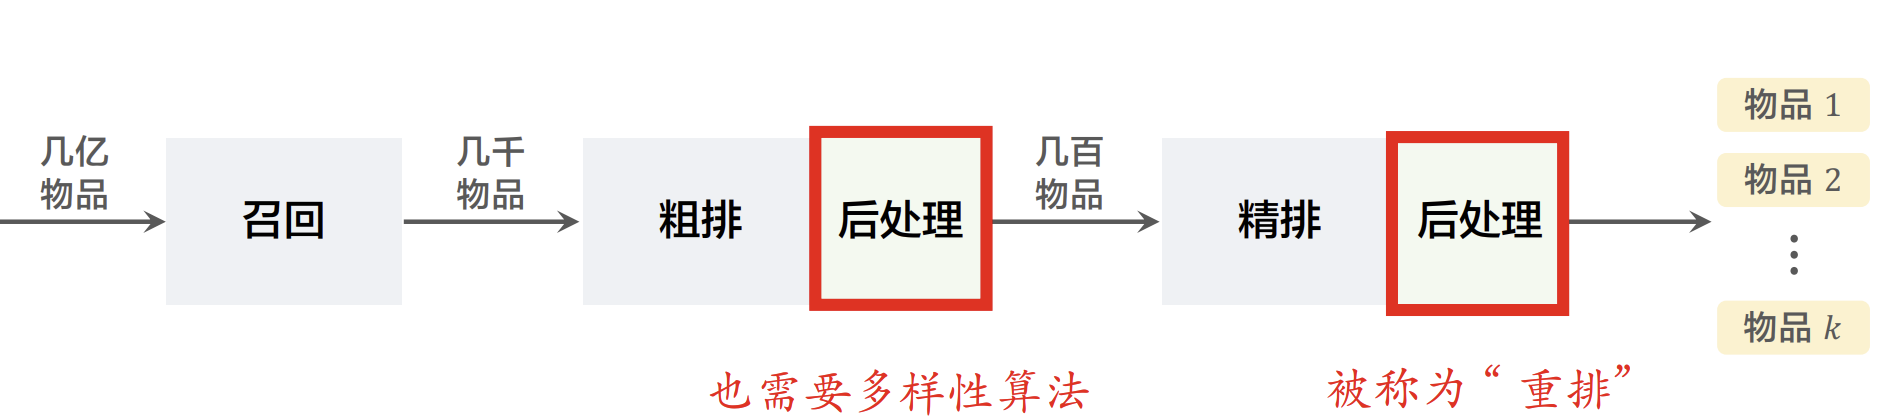 几亿
物品
召回
几千
物品
粗排
后处理
几百
物品
精排
后处理
物品 1
物品 2
⋮
物品 k
也需要多样性算法
被称为“重排”